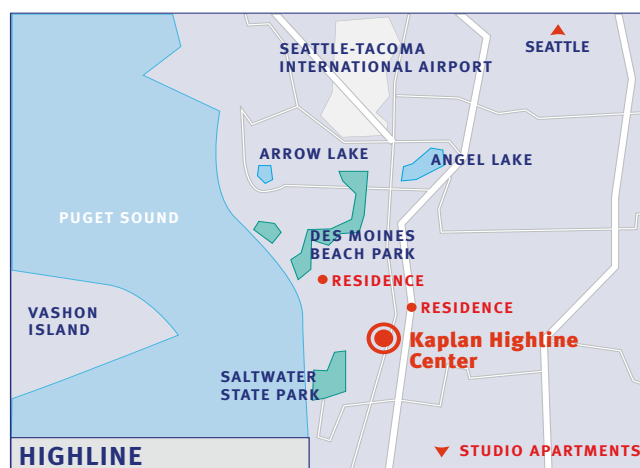 SEATTLE-TACOMA
INTERNATIONAL AIRPORT
SEATTLE
ARROW LAKE
ANGEL LAKE
PUGET SOUND
DES MOINES
BEACH PARK
RESIDENCE
RESIDENCE
VASHON
ISLAND
Kaplan Highline
Center
SALTWATER
STATE PARK
HIGHLINE
STUDIO APARTMENTS